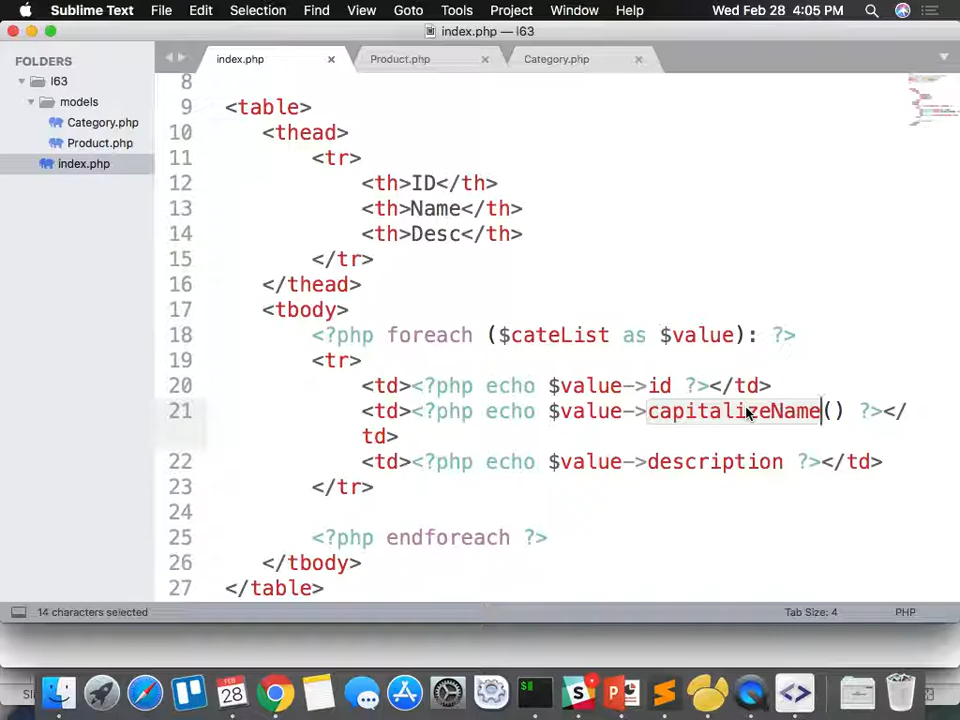 Sublime Text File Edit Selection Find View Goto Tools Project Window Help Wed Feb 28 4:05 PM
index.php — l63
FOLDERS
l63
models
Category.php
Product.php
index.php
index.php Product.php Category.php
8
9 <table>
10 <thead>
11 <tr>
12 <th>ID</th>
13 <th>Name</th>
14 <th>Desc</th>
15 </tr>
16 </thead>
17 <tbody>
18 <?php foreach ($cateList as $value): ?>
19 <tr>
20 <td><?php echo $value->id ?></td>
21 <td><?php echo $value->capitalizeName() ?></
td>
22 <td><?php echo $value->description ?></td>
23 </tr>
24
25 <?php endforeach ?>
26 </tbody>
27 </table>
14 characters selected Tab Size: 4 PHP
FEB
28